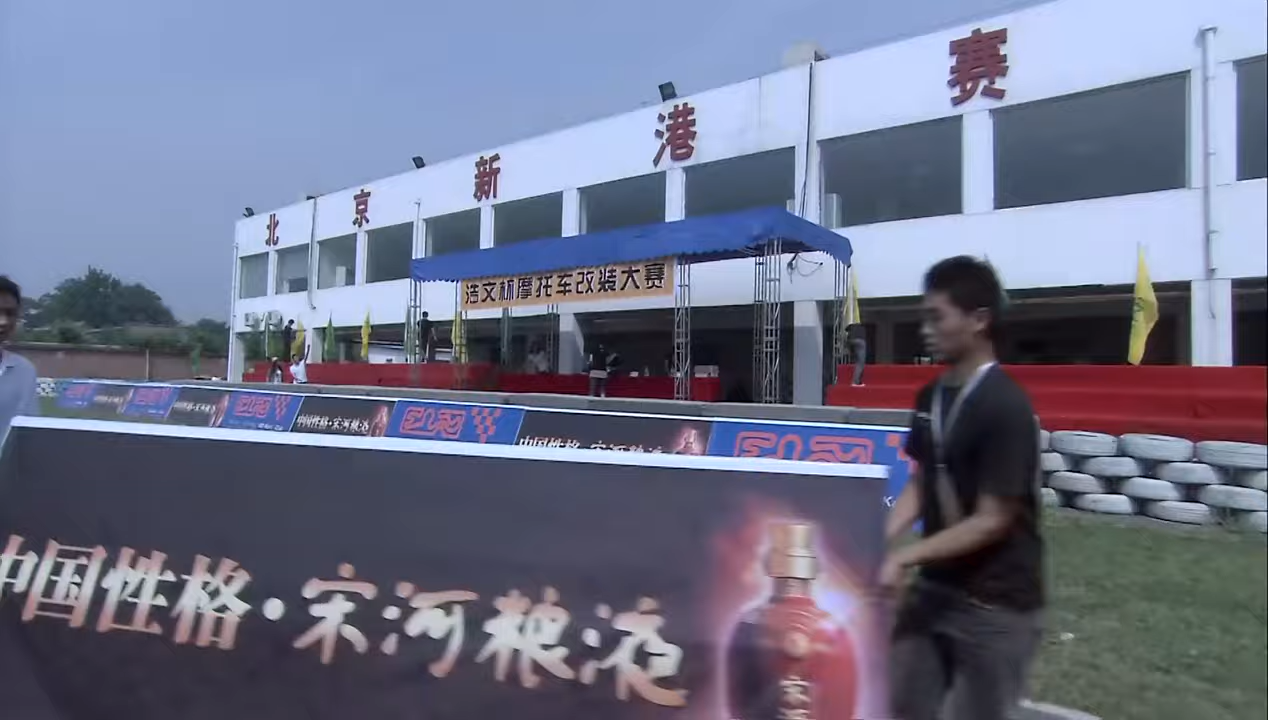 北京新港赛
浩文杯摩托车改装大赛
中国性格·宋河粮液
中国性格·宋河粮液
中国性格·宋河粮液